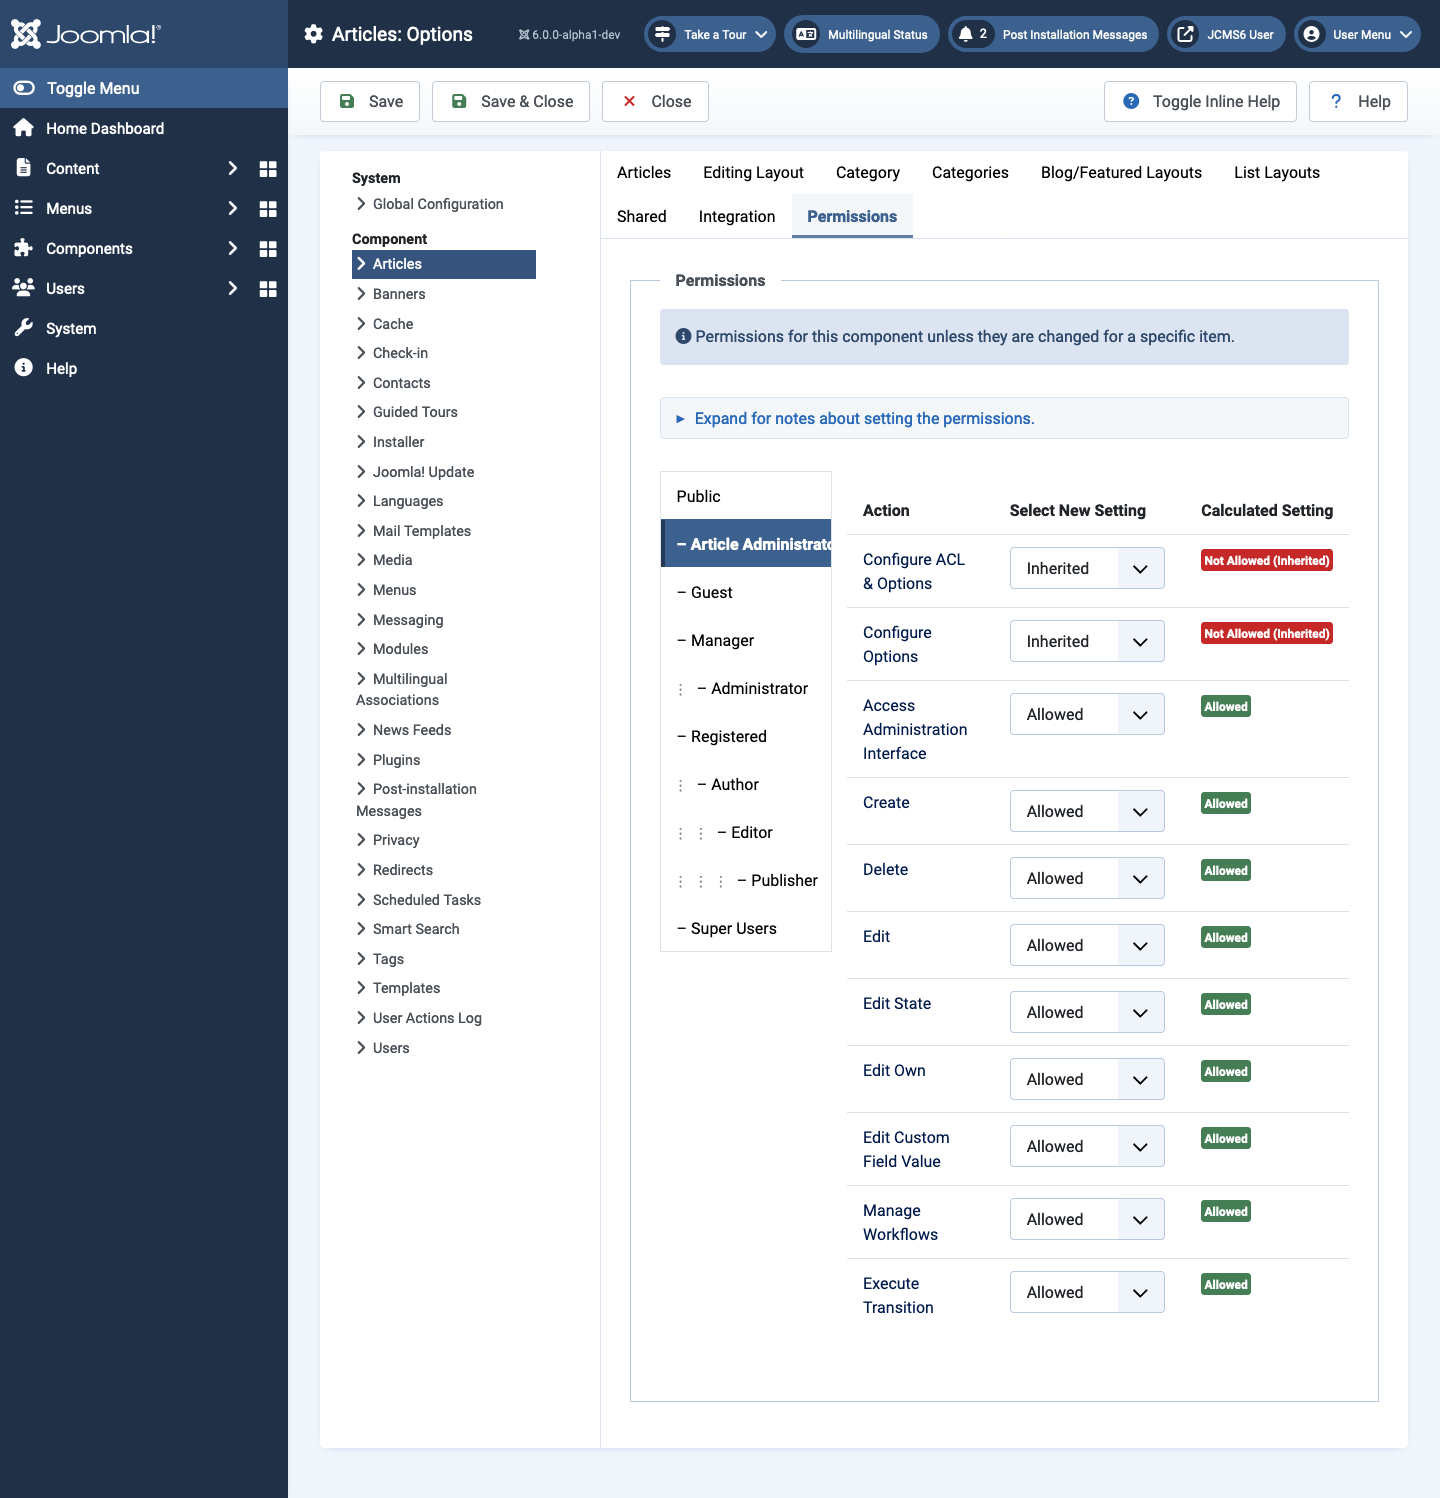 Joomla!
Articles: Options
6.0.0-alpha1-dev
Take a Tour
Multilingual Status
2
Post Installation Messages
JCMS6 User
User Menu
Toggle Menu
Home Dashboard
Content
Menus
Components
Users
System
Help
Save
Save & Close
Close
Toggle Inline Help
Help
System
Global Configuration
Component
Articles
Banners
Cache
Check-in
Contacts
Guided Tours
Installer
Joomla! Update
Languages
Mail Templates
Media
Menus
Messaging
Modules
Multilingual
Associations
News Feeds
Plugins
Post-installation
Messages
Privacy
Redirects
Scheduled Tasks
Smart Search
Tags
Templates
User Actions Log
Users
Articles
Editing Layout
Category
Categories
Blog/Featured Layouts
List Layouts
Shared
Integration
Permissions
Permissions
Permissions for this component unless they are changed for a specific item.
Expand for notes about setting the permissions.
Public
– Article Administrato
– Guest
– Manager
– Administrator
– Registered
– Author
– Editor
– Publisher
– Super Users
Action
Select New Setting
Calculated Setting
Configure ACL
& Options
Inherited
Not Allowed (Inherited)
Configure
Options
Inherited
Not Allowed (Inherited)
Access
Administration
Interface
Allowed
Allowed
Create
Allowed
Allowed
Delete
Allowed
Allowed
Edit
Allowed
Allowed
Edit State
Allowed
Allowed
Edit Own
Allowed
Allowed
Edit Custom
Field Value
Allowed
Allowed
Manage
Workflows
Allowed
Allowed
Execute
Transition
Allowed
Allowed